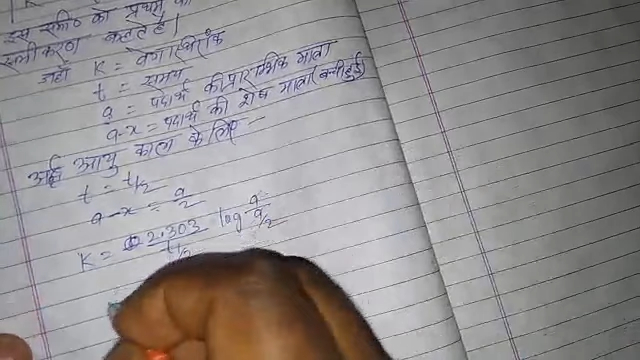 इस समी० को प्रथम को
समीकरण कहते हैं।
जहाँ K = वेग स्थिरांक
t = समय
a = पदार्थ की प्रारम्भिक मात्रा
a-x = पदार्थ की शेष मात्रा (बची हुई)
अर्द्ध आयु काल के लिए -
t = t1/2
a-x = a/2
K = 2.303/t1/2 log a/a/2